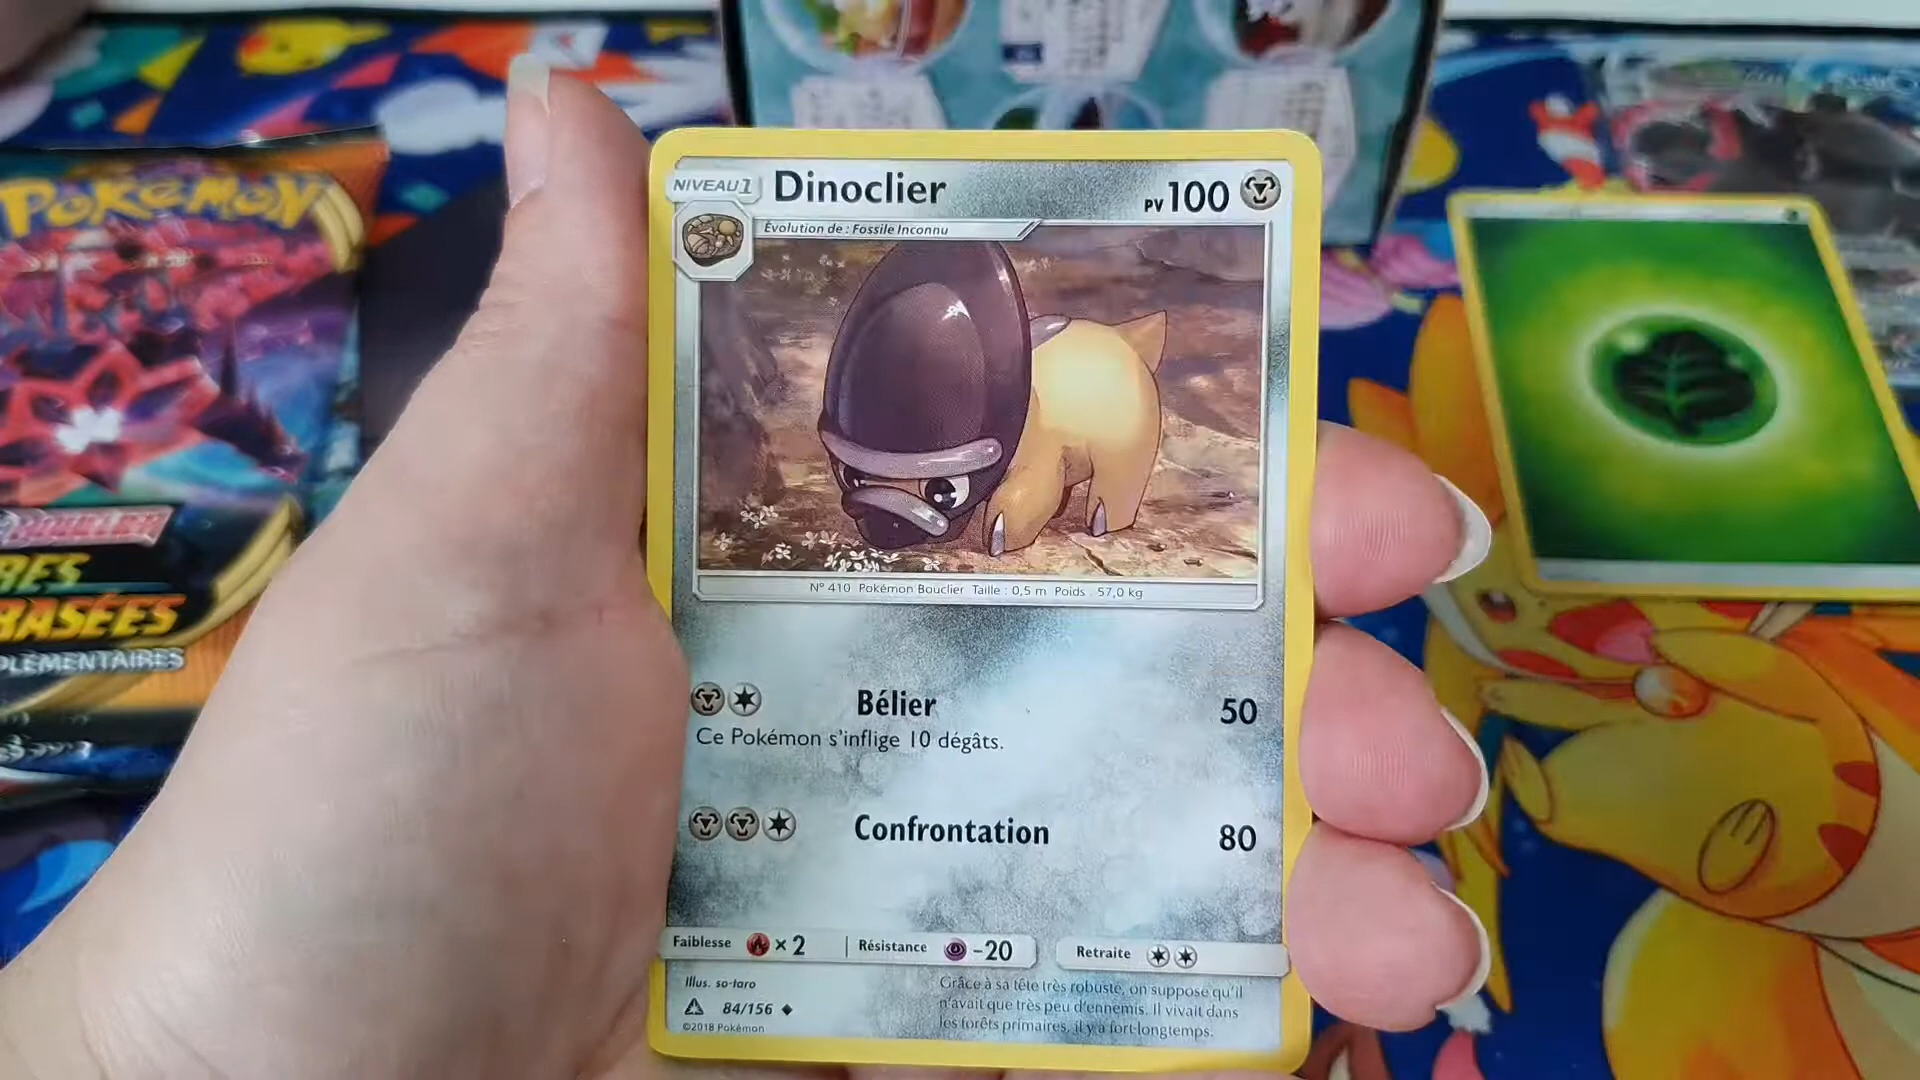 POKÉMON
RES
RASÉES
PLÉMENTAIRES
NIVEAU 1
Dinoclier
PV 100
Évolution de : Fossile Inconnu
N° 410 Pokémon Bouclier Taille : 0,5 m Poids : 57,0 kg
Bélier 50
Ce Pokémon s'inflige 10 dégâts.
Confrontation 80
Faiblesse × 2 Résistance -20 Retraite
Illus. so-taro
84/156
©2018 Pokémon
Grâce à sa tête très robuste, on suppose qu'il
n'avait que très peu d'ennemis. Il vivait dans
les forêts primaires, il y a fort longtemps.